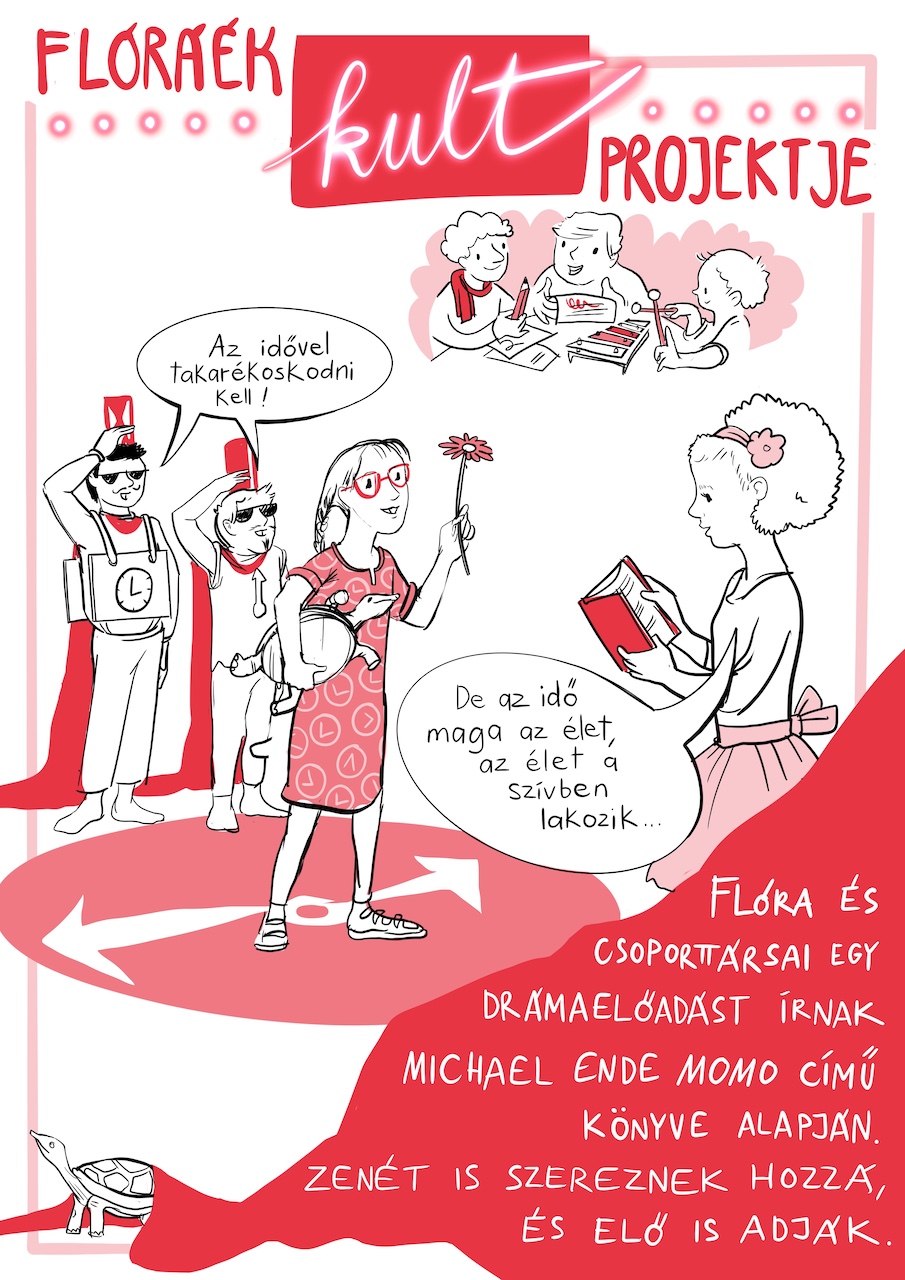 FLÓRÁÉK
kult
PROJEKTJE
Az idővel
takarékoskodni
kell!
De az idő
maga az élet,
az élet a
szívben
lakozik...
FLÓRA ÉS
CSOPORTTÁRSAI EGY
DRÁMAELŐADÁST ÍRNAK
MICHAEL ENDE MOMO CÍMŰ
KÖNYVE ALAPJÁN.
ZENÉT IS SZEREZNEK HOZZÁ,
ÉS ELŐ IS ADJÁK.